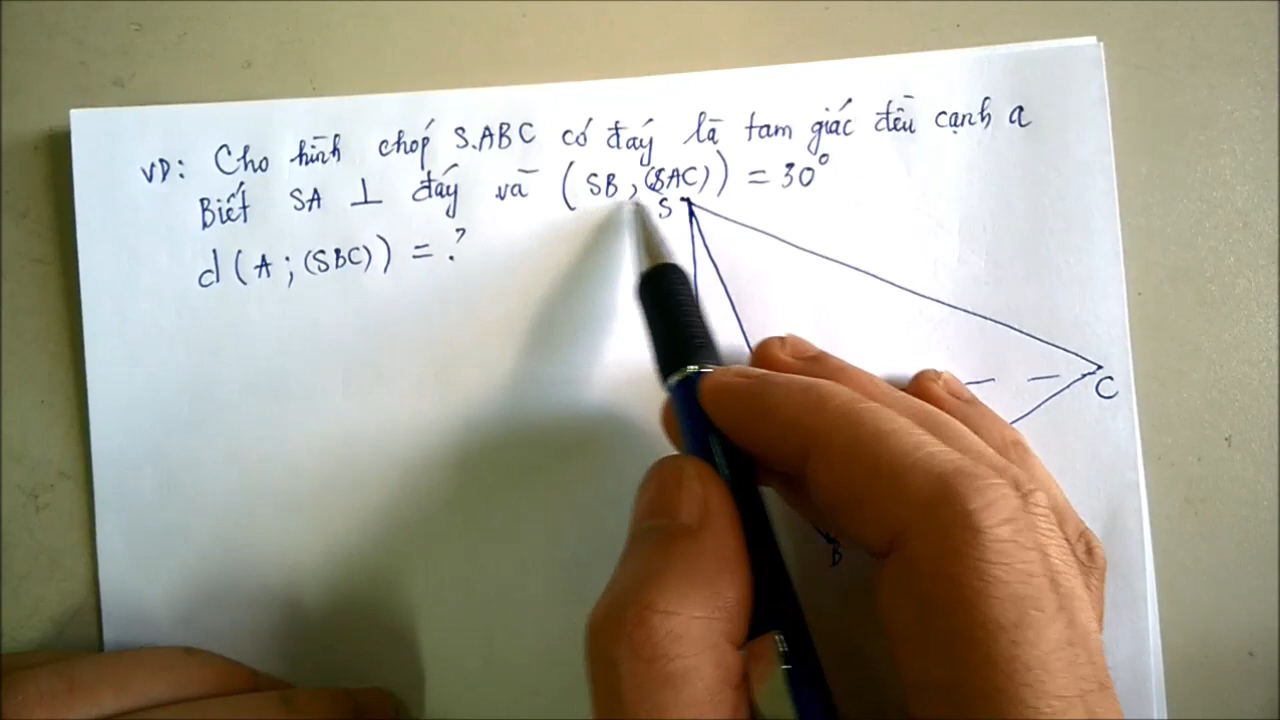 VD: Cho hình chóp S.ABC có đáy là tam giác đều cạnh a
Biết SA ⊥ đáy và (SB, (SAC)) = 30°
d(A; (SBC)) = ?
S
C
B